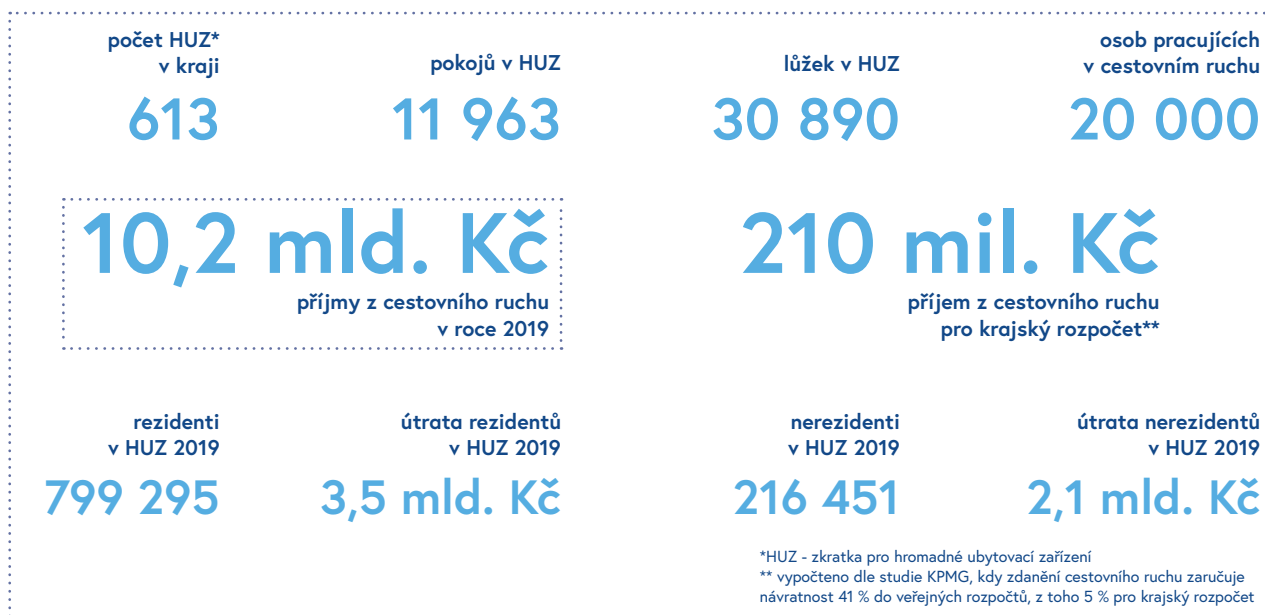 počet HUZ*
v kraji
613
pokojů v HUZ
11 963
lůžek v HUZ
30 890
osob pracujících
v cestovním ruchu
20 000
10,2 mld. Kč
příjmy z cestovního ruchu
v roce 2019
210 mil. Kč
příjem z cestovního ruchu
pro krajský rozpočet**
rezidenti
v HUZ 2019
799 295
útrata rezidentů
v HUZ 2019
3,5 mld. Kč
nerezidenti
v HUZ 2019
216 451
útrata nerezidentů
v HUZ 2019
2,1 mld. Kč
*HUZ - zkratka pro hromadné ubytovací zařízení
** vypočteno dle studie KPMG, kdy zdanění cestovního ruchu zaručuje
návratnost 41 % do veřejných rozpočtů, z toho 5 % pro krajský rozpočet